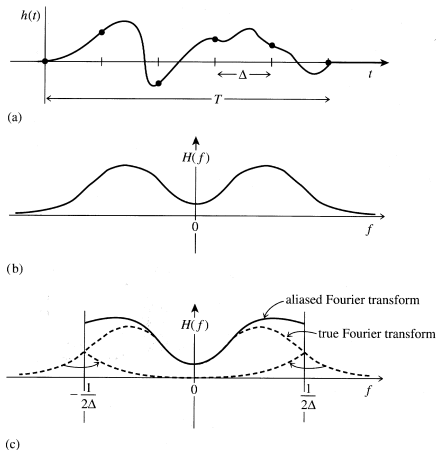 h(t)
Δ
t
T
(a)
H(f)
0
f
(b)
aliased Fourier transform
H(f)
true Fourier transform
-1/2Δ
0
1/2Δ
f
(c)